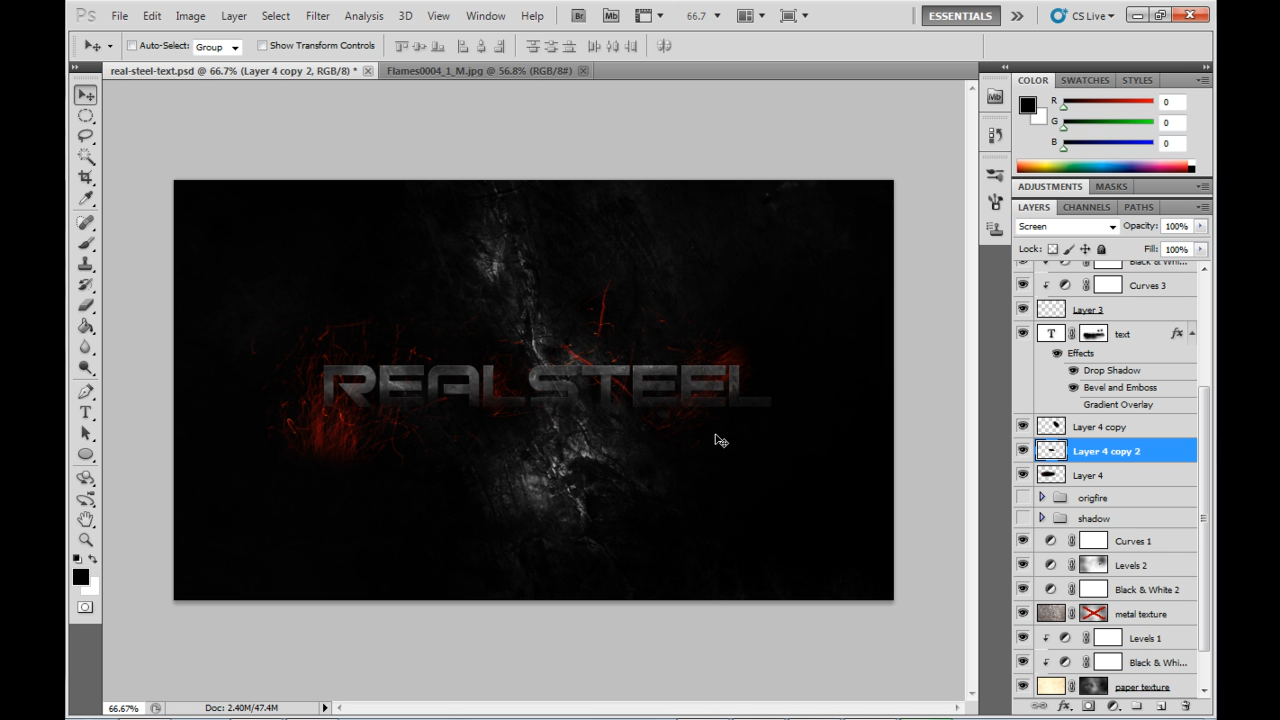 Ps File Edit Image Layer Select Filter Analysis 3D View Window Help Br Mb 66.7 ESSENTIALS CS Live
Auto-Select: Group Show Transform Controls
real-steel-text.psd @ 66.7% (Layer 4 copy 2, RGB/8) * Flames0004_1_M.jpg @ 56.8% (RGB/8#)
COLOR SWATCHES STYLES
Mb
R 0
G 0
B 0
ADJUSTMENTS MASKS
LAYERS CHANNELS PATHS
Screen Opacity: 100%
Lock: Fill: 100%
Black & Whi...
Curves 3
Layer 3
T text fx
Effects
Drop Shadow
Bevel and Emboss
Gradient Overlay
Layer 4 copy
Layer 4 copy 2
Layer 4
origfire
shadow
Curves 1
Levels 2
Black & White 2
metal texture
Levels 1
Black & Whi...
paper texture
REALSTEEL
66.67% Doc: 2.40M/47.4M